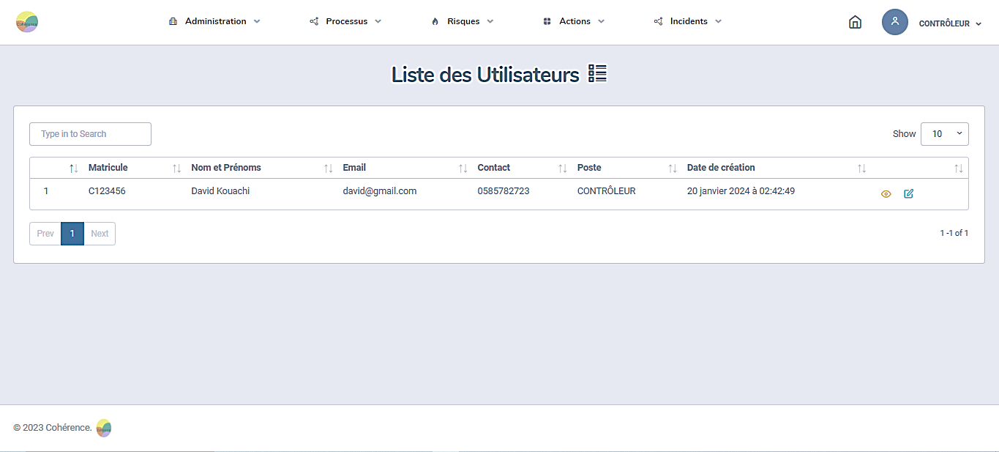 Cohérence Administration Processus Risques Actions Incidents CONTRÔLEUR
Liste des Utilisateurs
Type in to Search Show 10
Matricule Nom et Prénoms Email Contact Poste Date de création
1 C123456 David Kouachi david@gmail.com 0585782723 CONTRÔLEUR 20 janvier 2024 à 02:42:49
Prev 1 Next 1 -1 of 1
© 2023 Cohérence.